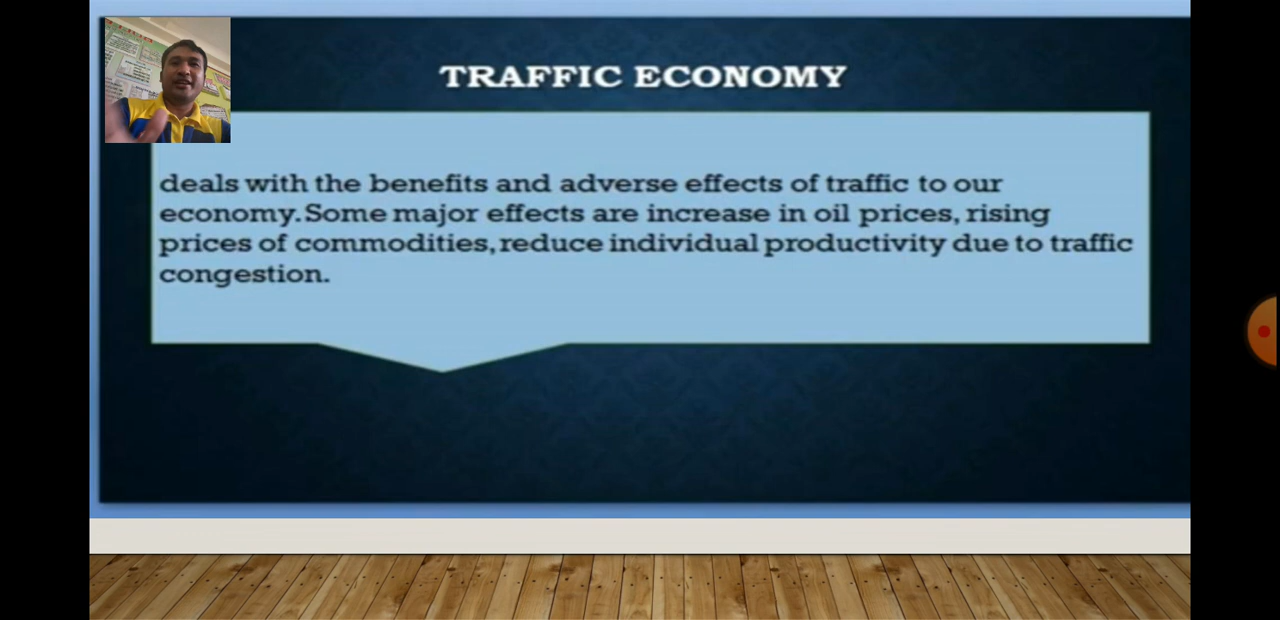 TRAFFIC ECONOMY
deals with the benefits and adverse effects of traffic to our
economy. Some major effects are increase in oil prices, rising
prices of commodities, reduce individual productivity due to traffic
congestion.